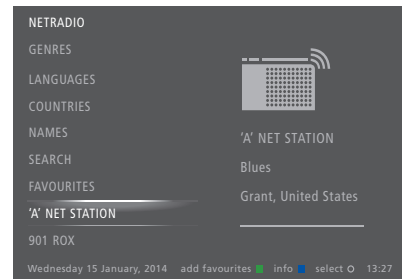 NETRADIO
GENRES
LANGUAGES
COUNTRIES
NAMES
SEARCH
FAVOURITES
‘A’ NET STATION
901 ROX
‘A’ NET STATION
Blues
Grant, United States
Wednesday 15 January, 2014 add favourites info select 13:27